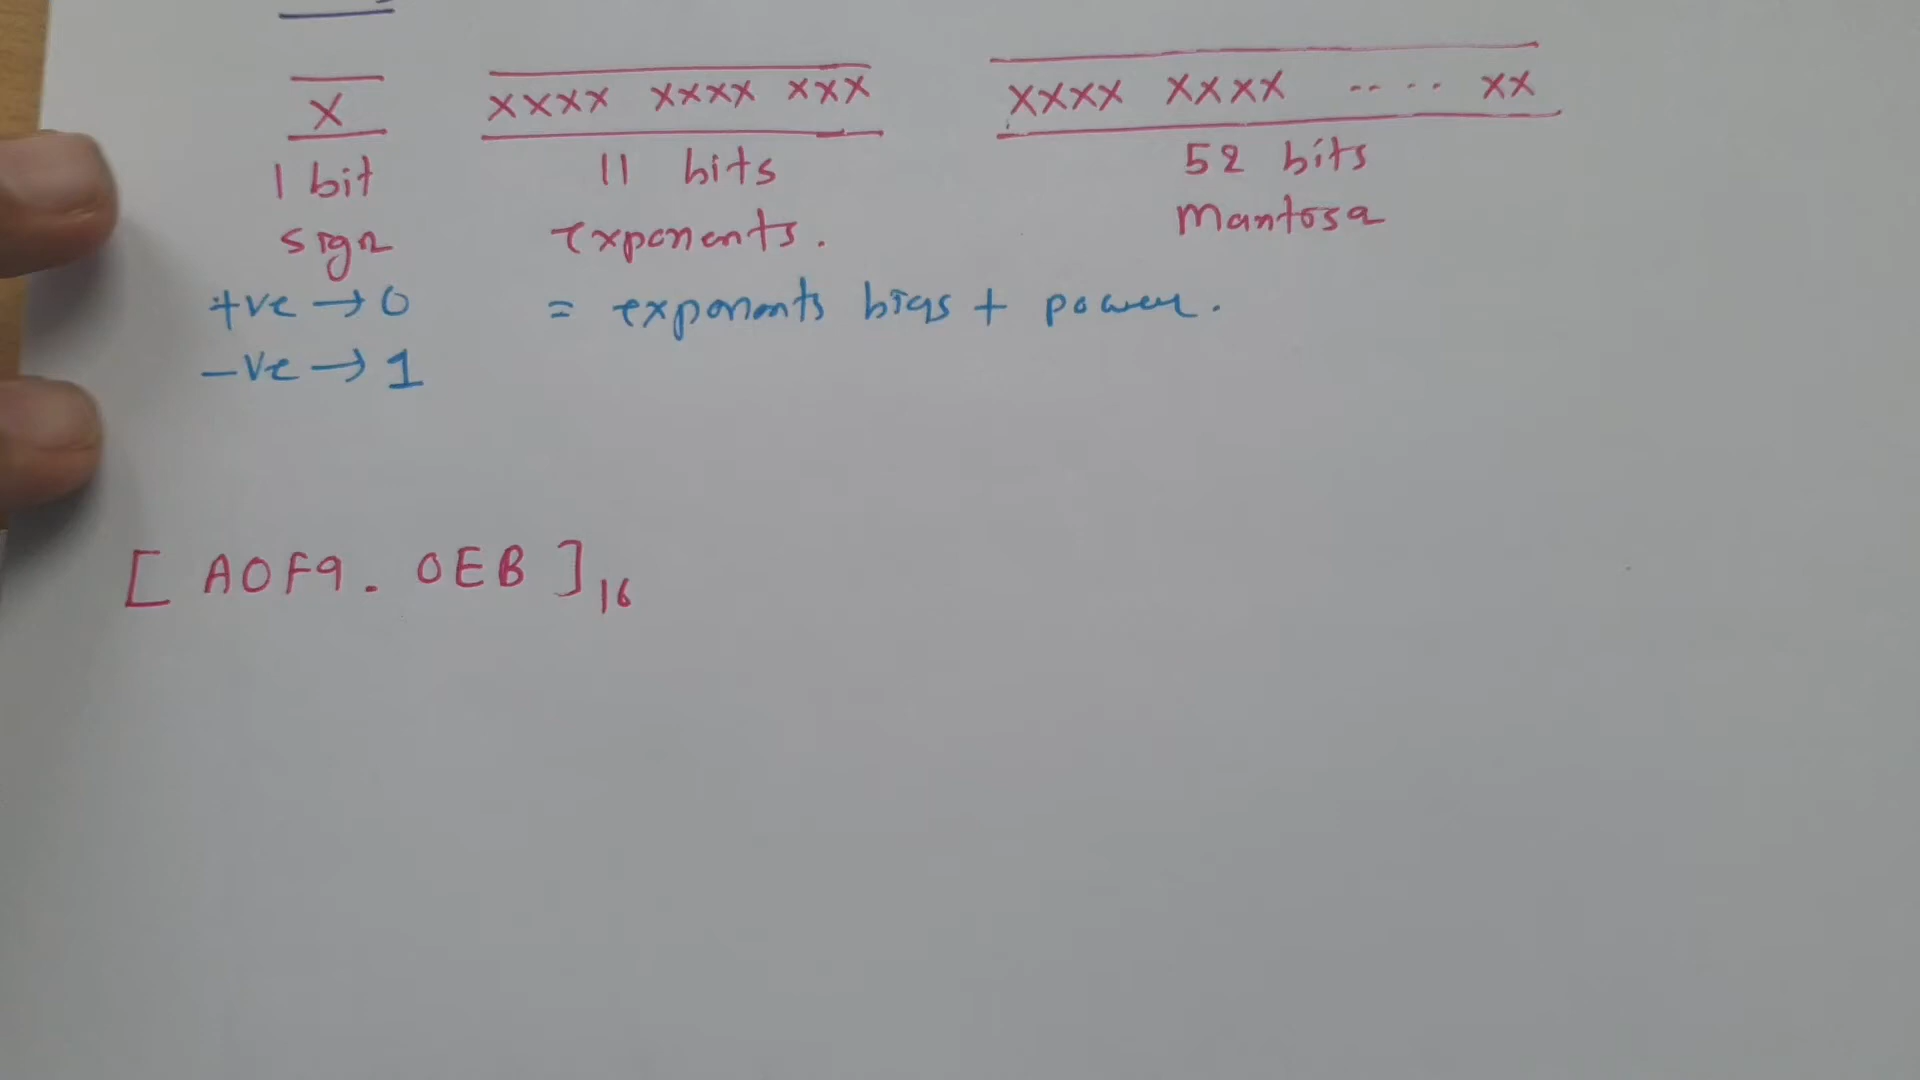 X XXXX XXXX XXX XXXX XXXX ..... XX
1 bit 11 bits 52 bits
sign exponents. Mantosa
+ve → 0 = exponents bias + power.
-ve → 1
[ A0F9. 0EB ]16